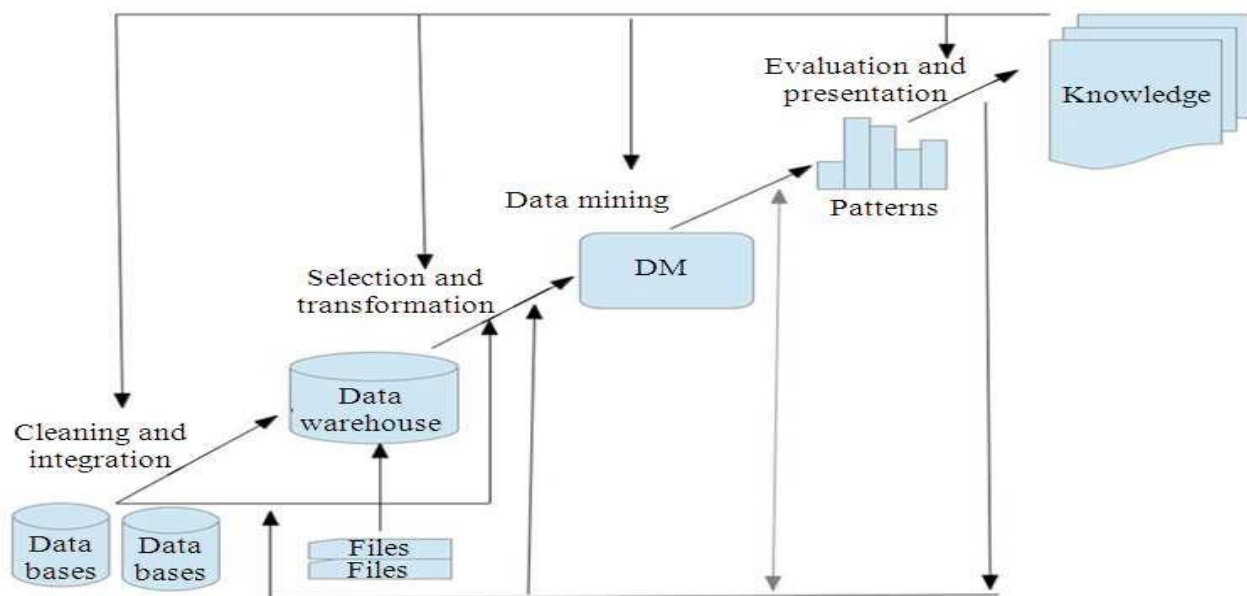 Evaluation and
presentation
Knowledge
Data mining
Patterns
Selection and
transformation
DM
Data
warehouse
Cleaning and
integration
Data
bases
Data
bases
Files
Files